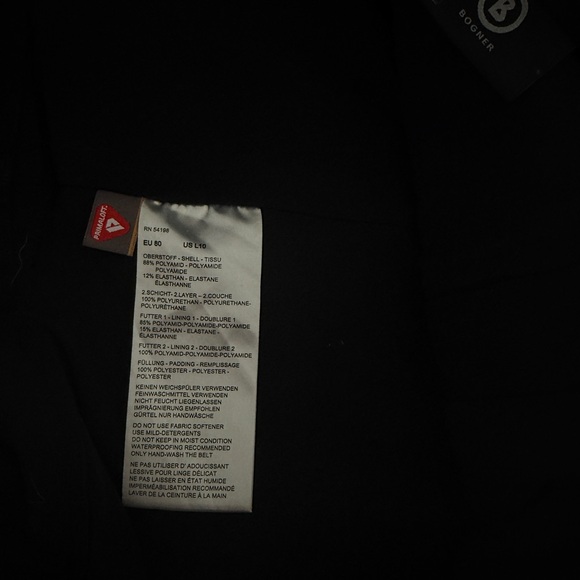 B
BOGNER
PRIMALOFT
RN 54198
EU 80 US L10
OBERSTOFF - SHELL - TISSU
88% POLYAMID - POLYAMIDE
POLYAMIDE
12% ELASTHAN - ELASTANE
ELASTHANNE
2.SCHICHT- 2.LAYER – 2.COUCHE
100% POLYURETHAN - POLYURETHANE-
POLYURÉTHANE
FUTTER 1 - LINING 1 - DOUBLURE 1
85% POLYAMID-POLYAMIDE-POLYAMIDE
15% ELASTHAN - ELASTANE -
ELASTHANNE
FUTTER 2 - LINING 2 - DOUBLURE 2
100% POLYAMID-POLYAMIDE-POLYAMIDE
FÜLLUNG - PADDING - REMPLISSAGE
100% POLYESTER - POLYESTER -
POLYESTER
KEINEN WEICHSPÜLER VERWENDEN
FEINWASCHMITTEL VERWENDEN
NICHT FEUCHT LIEGENLASSEN
IMPRÄGNIERUNG EMPFOHLEN
GÜRTEL NUR HANDWÄSCHE
DO NOT USE FABRIC SOFTENER
USE MILD-DETERGENTS
DO NOT KEEP IN MOIST CONDITION
WATERPROOFING RECOMMENDED
ONLY HAND-WASH THE BELT
NE PAS UTILISER D'ADOUCISSANT
LESSIVE POUR LINGE DÉLICAT
NE PAS LAISSER EN ÉTAT HUMIDE
IMPERMÉABILISATION RECOMMANDÉ
LAVER DE LA CEINTURE À LA MAIN